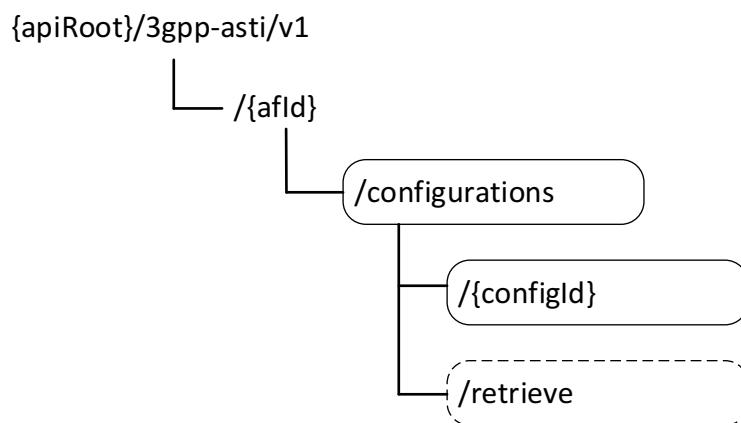 {apiRoot}/3gpp-asti/v1
/{afId}
/configurations
/{configId}
/retrieve